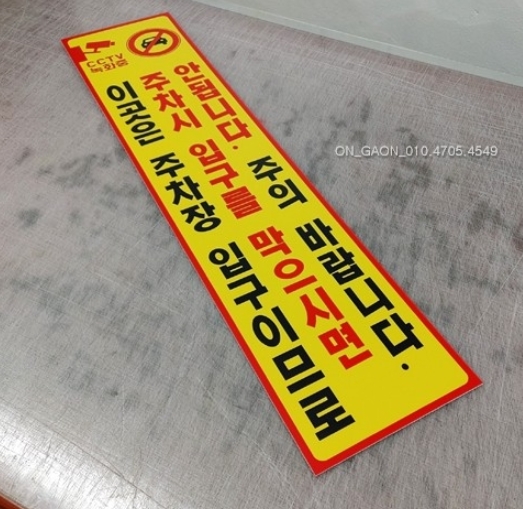 CCTV
녹화중
이곳은 주차장 입구이므로
주차시 입구를 막으시면
안됩니다. 주의 바랍니다.
ON_GAON_010.4705.4549